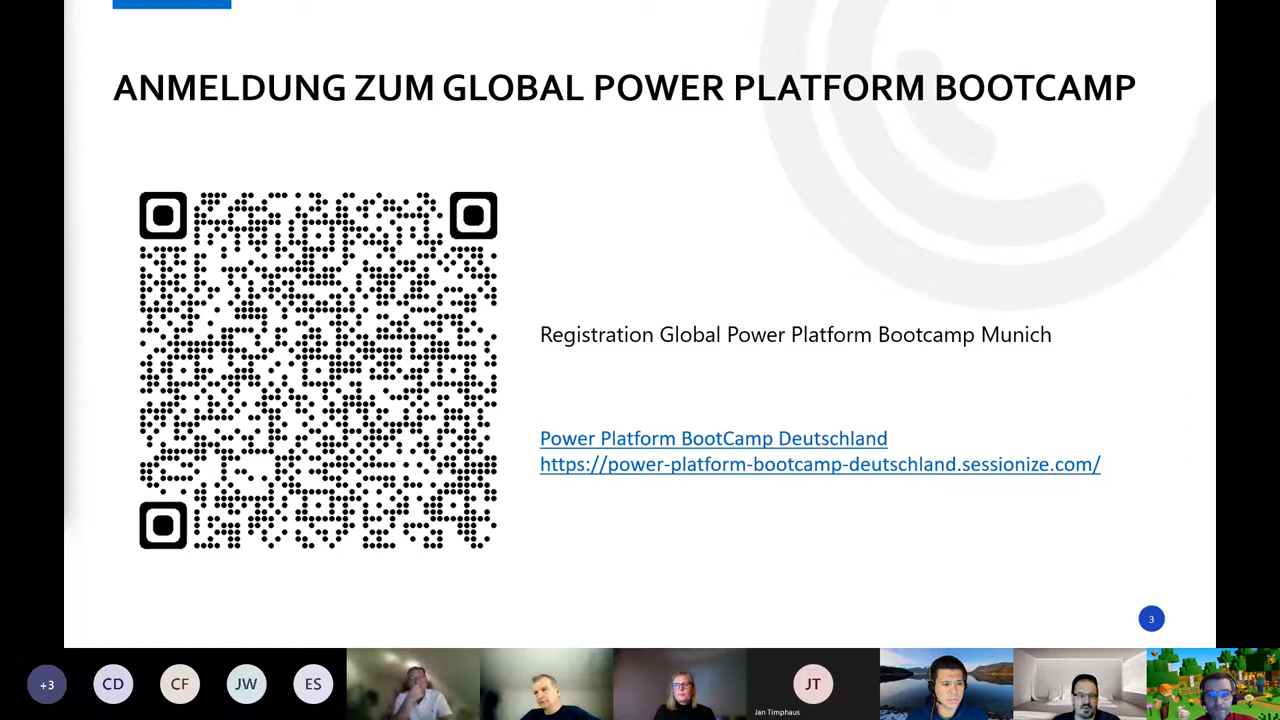 ANMELDUNG ZUM GLOBAL POWER PLATFORM BOOTCAMP
Registration Global Power Platform Bootcamp Munich
Power Platform BootCamp Deutschland
https://power-platform-bootcamp-deutschland.sessionize.com/
3
+3
CD
CF
JW
ES
JT
Jan Timphaus